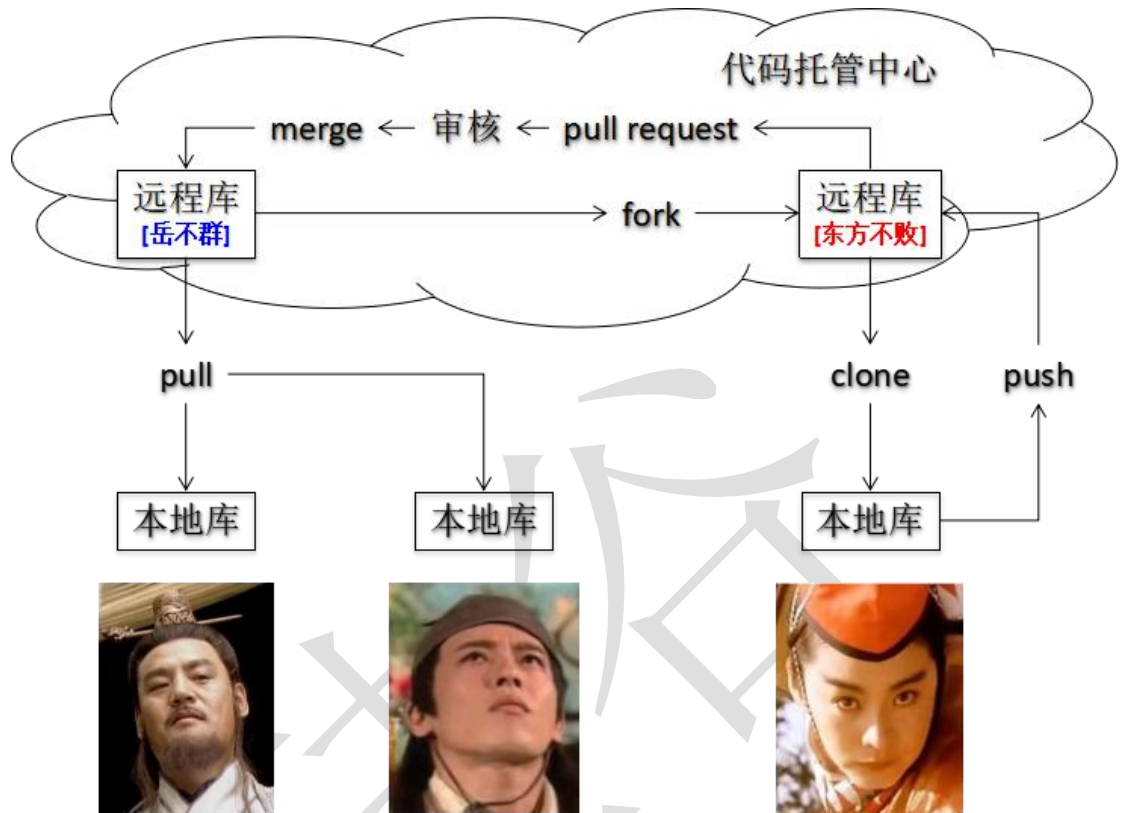 代码托管中心
merge
审核
pull request
远程库
[岳不群]
fork
远程库
[东方不败]
pull
clone
push
本地库
本地库
本地库